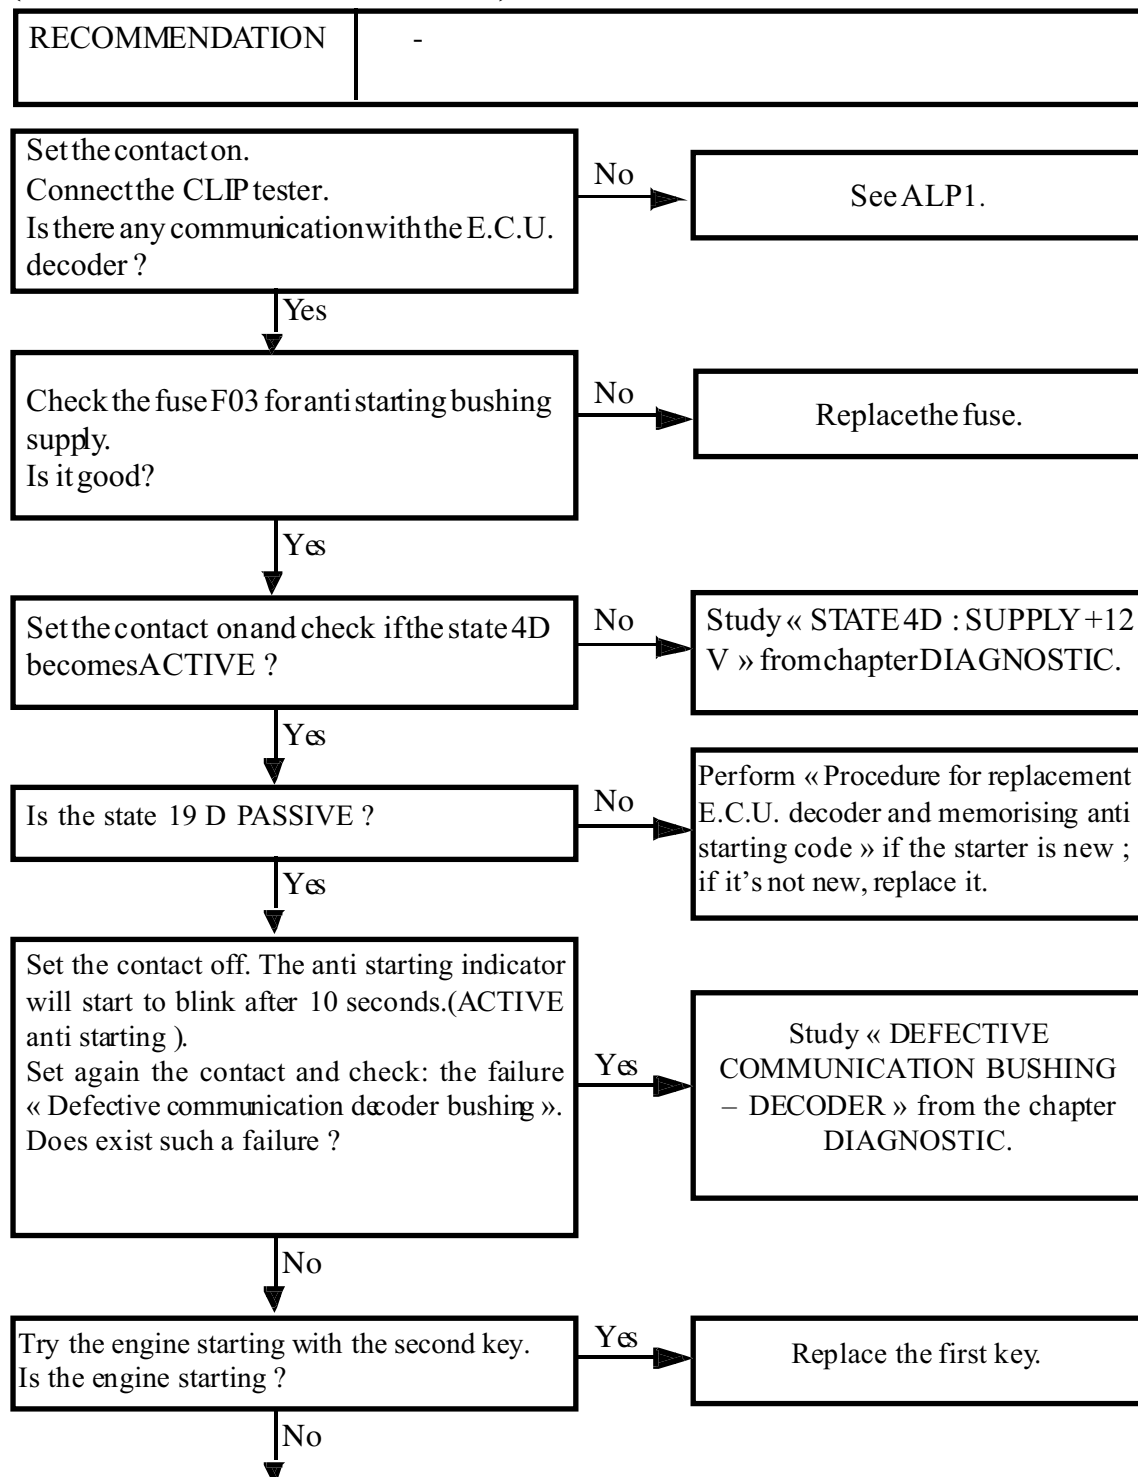 RECOMMENDATION -
Set the contact on.
Connect the CLIP tester.
Is there any communication with the E.C.U.
decoder ?
No
See ALP1.
Yes
Check the fuse F03 for anti starting bushing
supply.
Is it good?
No
Replace the fuse.
Yes
Set the contact on and check if the state 4D
becomes ACTIVE ?
No
Study « STATE 4D : SUPPLY +12
V » from chapter DIAGNOSTIC.
Yes
Is the state 19 D PASSIVE ?
No
Perform « Procedure for replacement
E.C.U. decoder and memorising anti
starting code » if the starter is new ;
if it's not new, replace it.
Yes
Set the contact off. The anti starting indicator
will start to blink after 10 seconds.(ACTIVE
anti starting ).
Set again the contact and check: the failure
« Defective communication decoder bushing ».
Does exist such a failure ?
Yes
Study « DEFECTIVE
COMMUNICATION BUSHING
– DECODER » from the chapter
DIAGNOSTIC.
No
Try the engine starting with the second key.
Is the engine starting ?
Yes
Replace the first key.
No